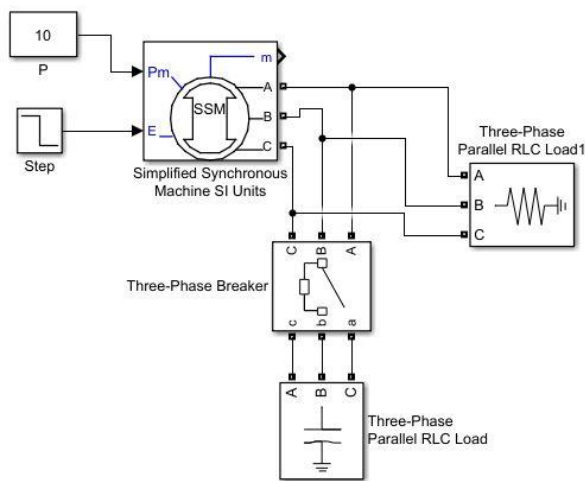 10
P
Step
Pm
E
SSM
m
A
B
C
Simplified Synchronous
Machine SI Units
Three-Phase
Parallel RLC Load1
A
B
C
Three-Phase Breaker
C B A
c b a
A B C
Three-Phase
Parallel RLC Load